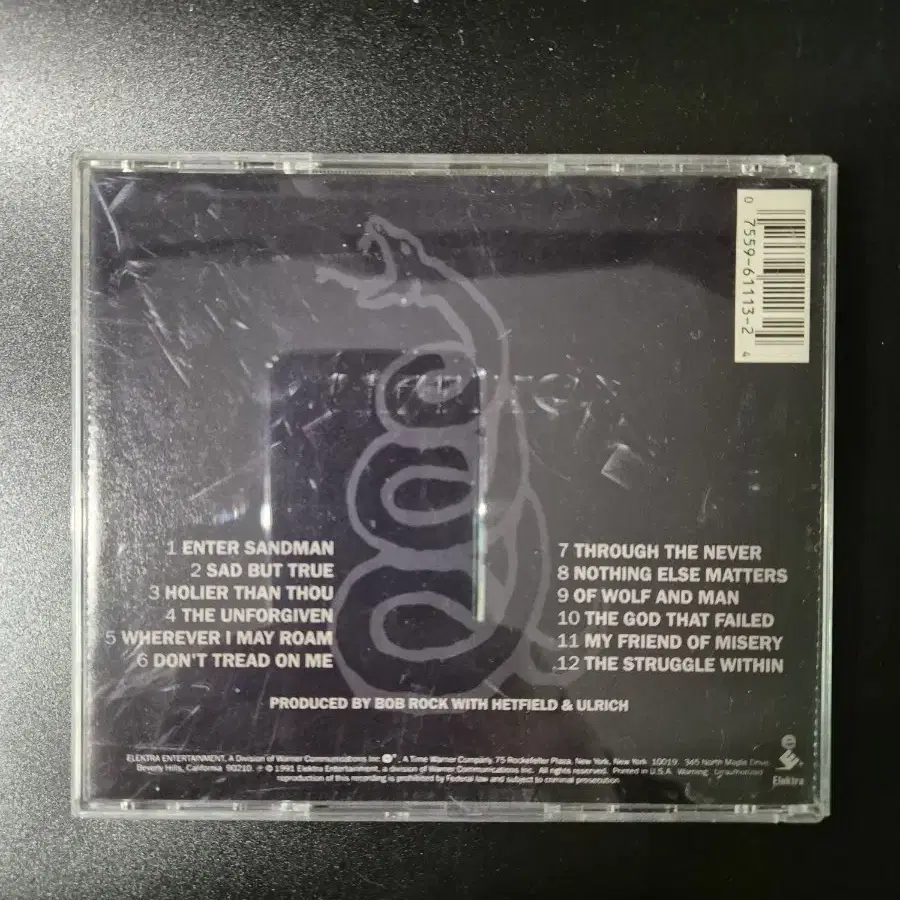 0 7559-61113-2 4
1 ENTER SANDMAN
2 SAD BUT TRUE
3 HOLIER THAN THOU
4 THE UNFORGIVEN
5 WHEREVER I MAY ROAM
6 DON'T TREAD ON ME
7 THROUGH THE NEVER
8 NOTHING ELSE MATTERS
9 OF WOLF AND MAN
10 THE GOD THAT FAILED
11 MY FRIEND OF MISERY
12 THE STRUGGLE WITHIN
PRODUCED BY BOB ROCK WITH HETFIELD & ULRICH
ELEKTRA ENTERTAINMENT, A Division of Warner Communications Inc. , A Time Warner Company, 75 Rockefeller Plaza, New York, New York 10019. 345 North Maple Drive,
Beverly Hills, California 90210. ℗ © 1991 Elektra Entertainment, a division of Warner Communications Inc. All rights reserved. Printed in U.S.A. Warning: Unauthorized
reproduction of this recording is prohibited by Federal law and subject to criminal prosecution.
Elektra